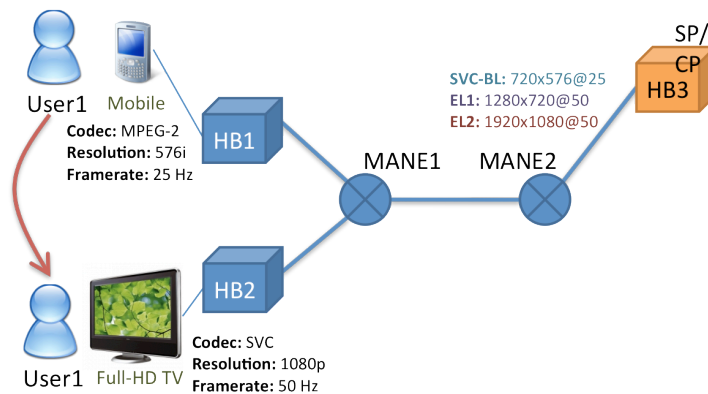 SP/
CP
HB3
SVC-BL: 720x576@25
EL1: 1280x720@50
EL2: 1920x1080@50
User1
Mobile
Codec: MPEG-2
Resolution: 576i
Framerate: 25 Hz
HB1
MANE1
MANE2
HB2
User1
Full-HD TV
Codec: SVC
Resolution: 1080p
Framerate: 50 Hz